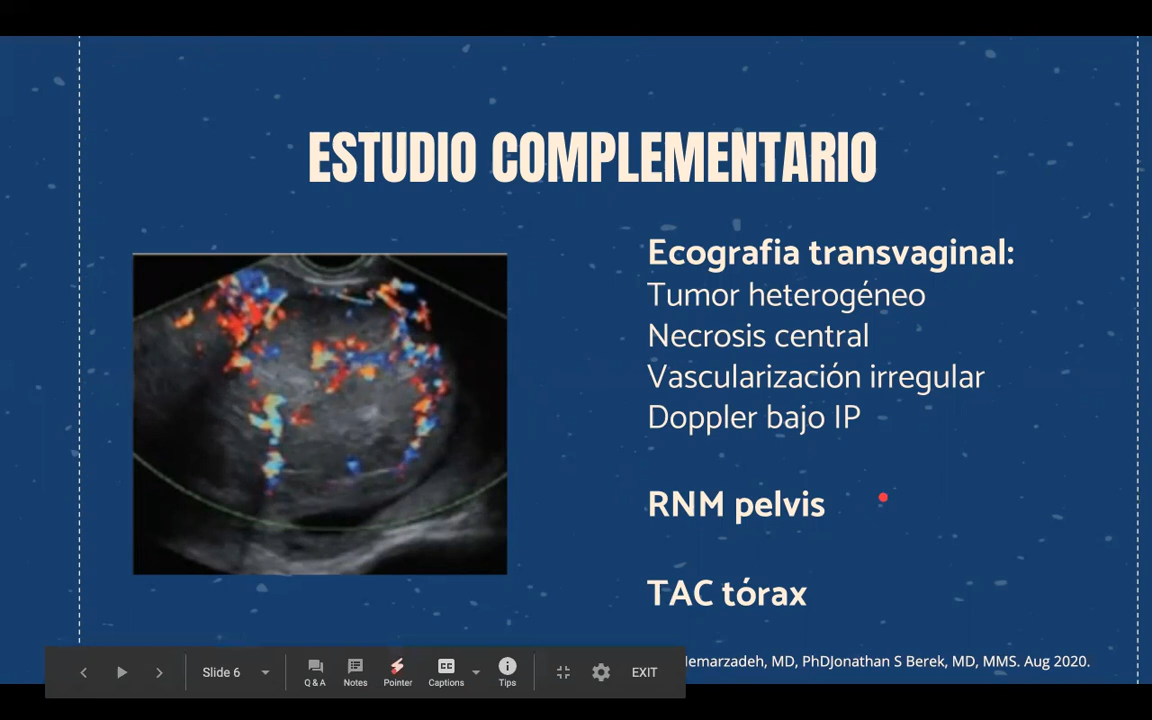 ESTUDIO COMPLEMENTARIO
Ecografia transvaginal:
Tumor heterogéneo
Necrosis central
Vascularización irregular
Doppler bajo IP
RNM pelvis
TAC tórax
MD, PhDJonathan S Berek, MD, MMS. Aug 2020.
Slide 6
Q & A
Notes
Pointer
CC
Captions
Tips
EXIT